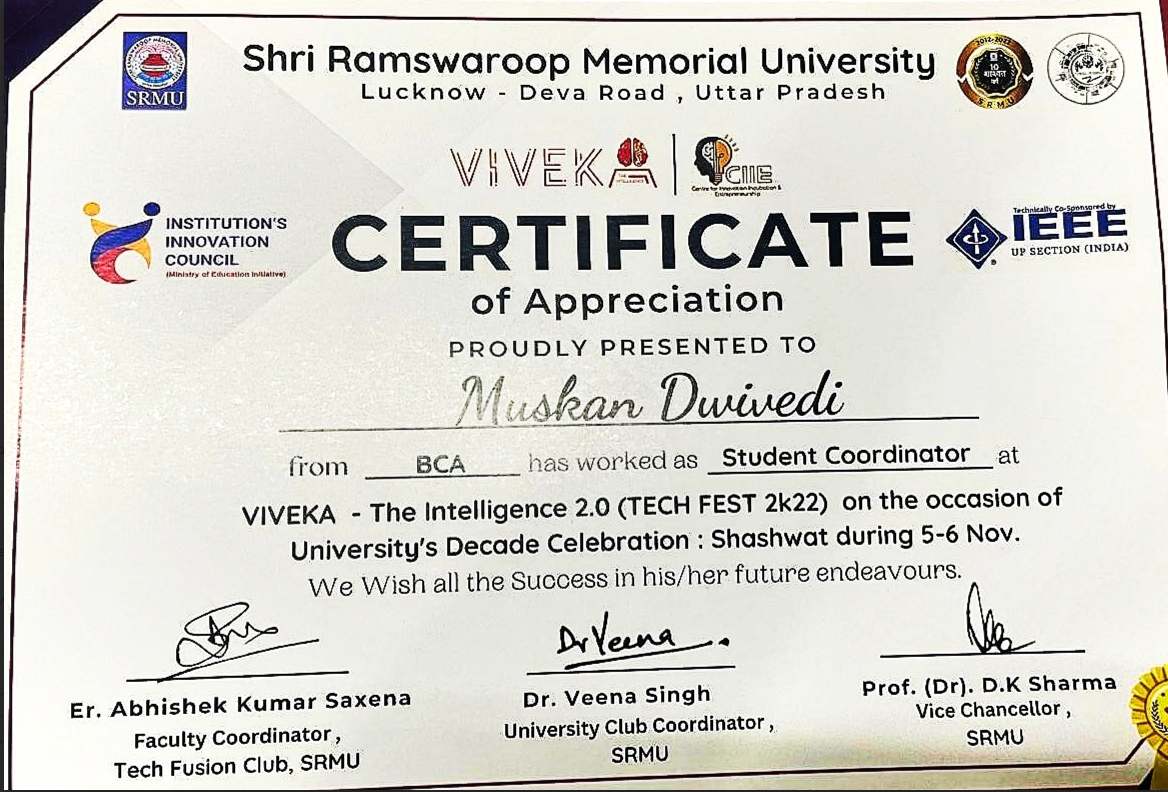 SRMU
Shri Ramswaroop Memorial University
Lucknow - Deva Road , Uttar Pradesh
2012-2022
10
SRMU
VIVEKA
THE INTELLIGENCE
CIIE
Centre for Innovation Incubation &
Entrepreneurship
INSTITUTION'S
INNOVATION
COUNCIL
(Ministry of Education Initiative)
CERTIFICATE
of Appreciation
Technically Co-Sponsored by
IEEE
UP SECTION (INDIA)
PROUDLY PRESENTED TO
Muskan Dwivedi
from BCA has worked as Student Coordinator at
VIVEKA - The Intelligence 2.0 (TECH FEST 2k22) on the occasion of
University's Decade Celebration : Shashwat during 5-6 Nov.
We Wish all the Success in his/her future endeavours.
Dr Veena
Er. Abhishek Kumar Saxena
Faculty Coordinator ,
Tech Fusion Club, SRMU
Dr. Veena Singh
University Club Coordinator ,
SRMU
Prof. (Dr). D.K Sharma
Vice Chancellor ,
SRMU